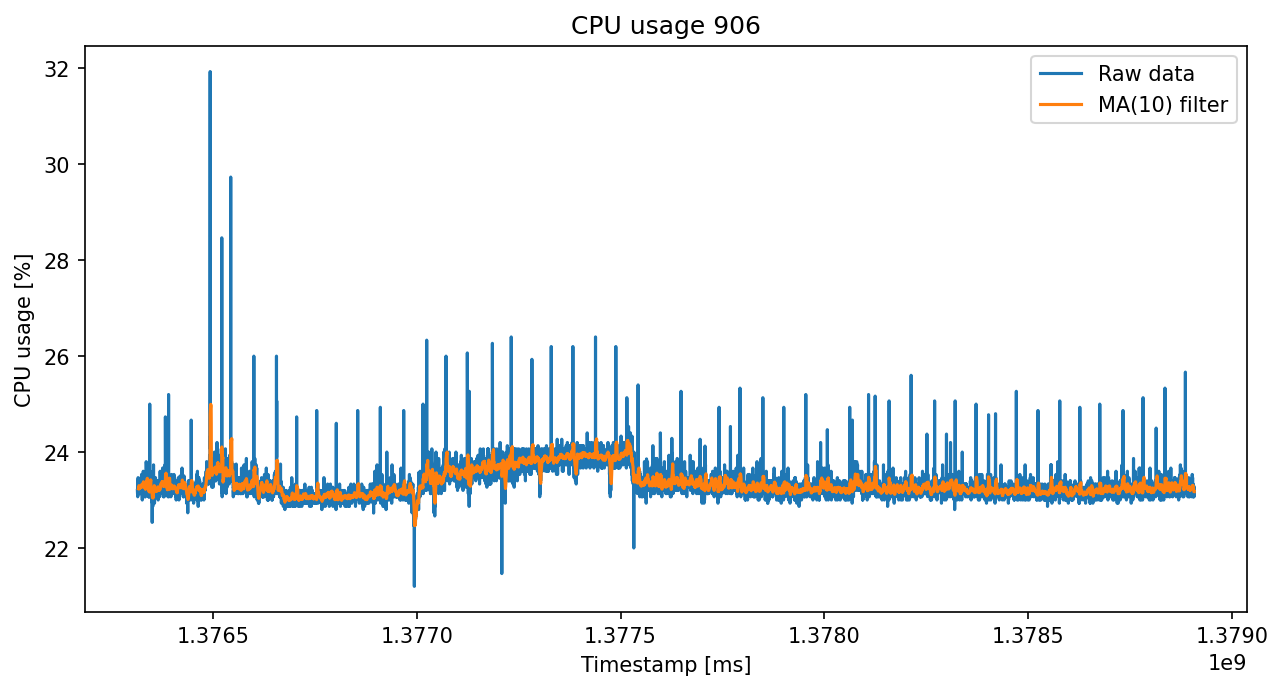 CPU usage 906
Raw data
MA(10) filter
CPU usage [%]
32
30
28
26
24
22
1.3765
1.3770
1.3775
1.3780
1.3785
1.3790
1e9
Timestamp [ms]